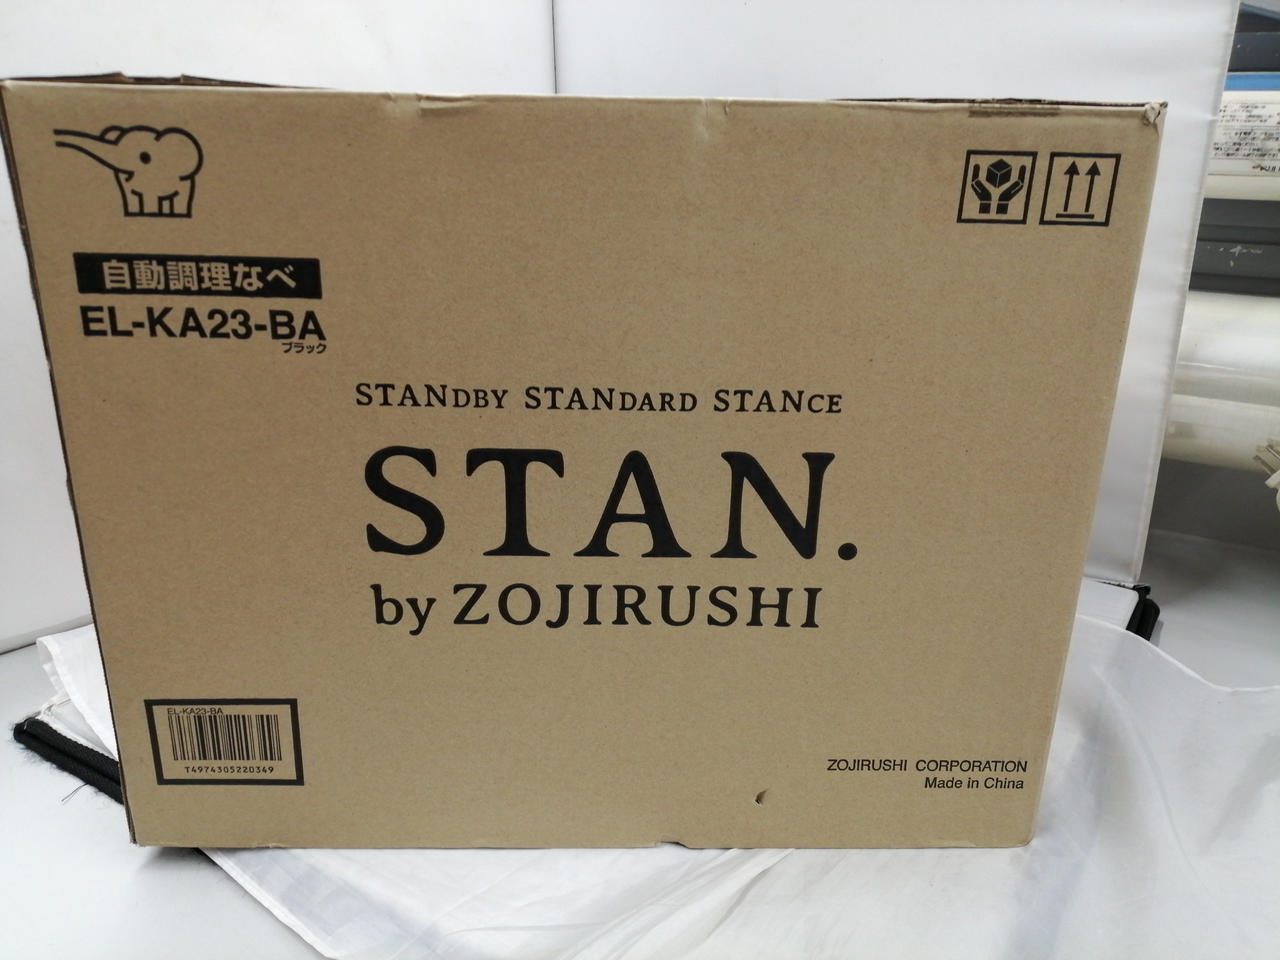 自動調理なべ
EL-KA23-BA
ブラック
STANDBY STANDARD STANCE
STAN.
by ZOJIRUSHI
EL-KA23-BA
T4974305220349
ZOJIRUSHI CORPORATION
Made in China